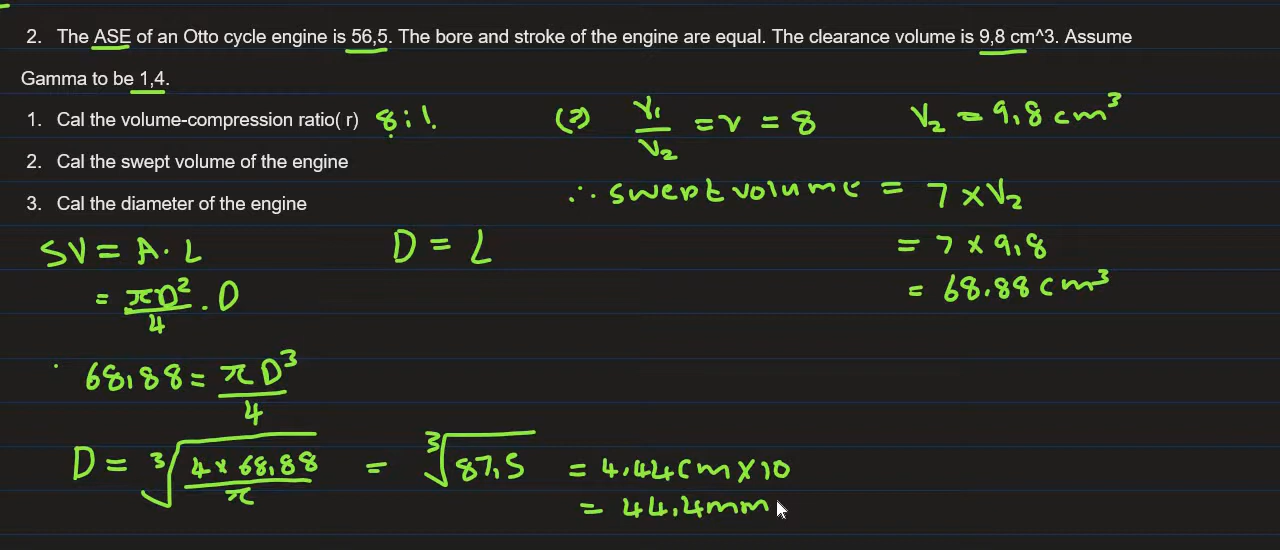 2. The ASE of an Otto cycle engine is 56,5. The bore and stroke of the engine are equal. The clearance volume is 9,8 cm^3. Assume
Gamma to be 1,4.
1. Cal the volume-compression ratio( r) 8:1.
2. Cal the swept volume of the engine
3. Cal the diameter of the engine
SV = A · L
= πD²/4 . D
68,88 = πD³/4
D = ∛(4 × 68,88/π) = ∛87,5 = 4.44cm × 10
= 44.4mm
D = L
(2) V₁/V₂ = r = 8
V₂ = 9,8 cm³
∴ swept volume = 7 × V₂
= 7 × 9,8
= 68.88 cm³